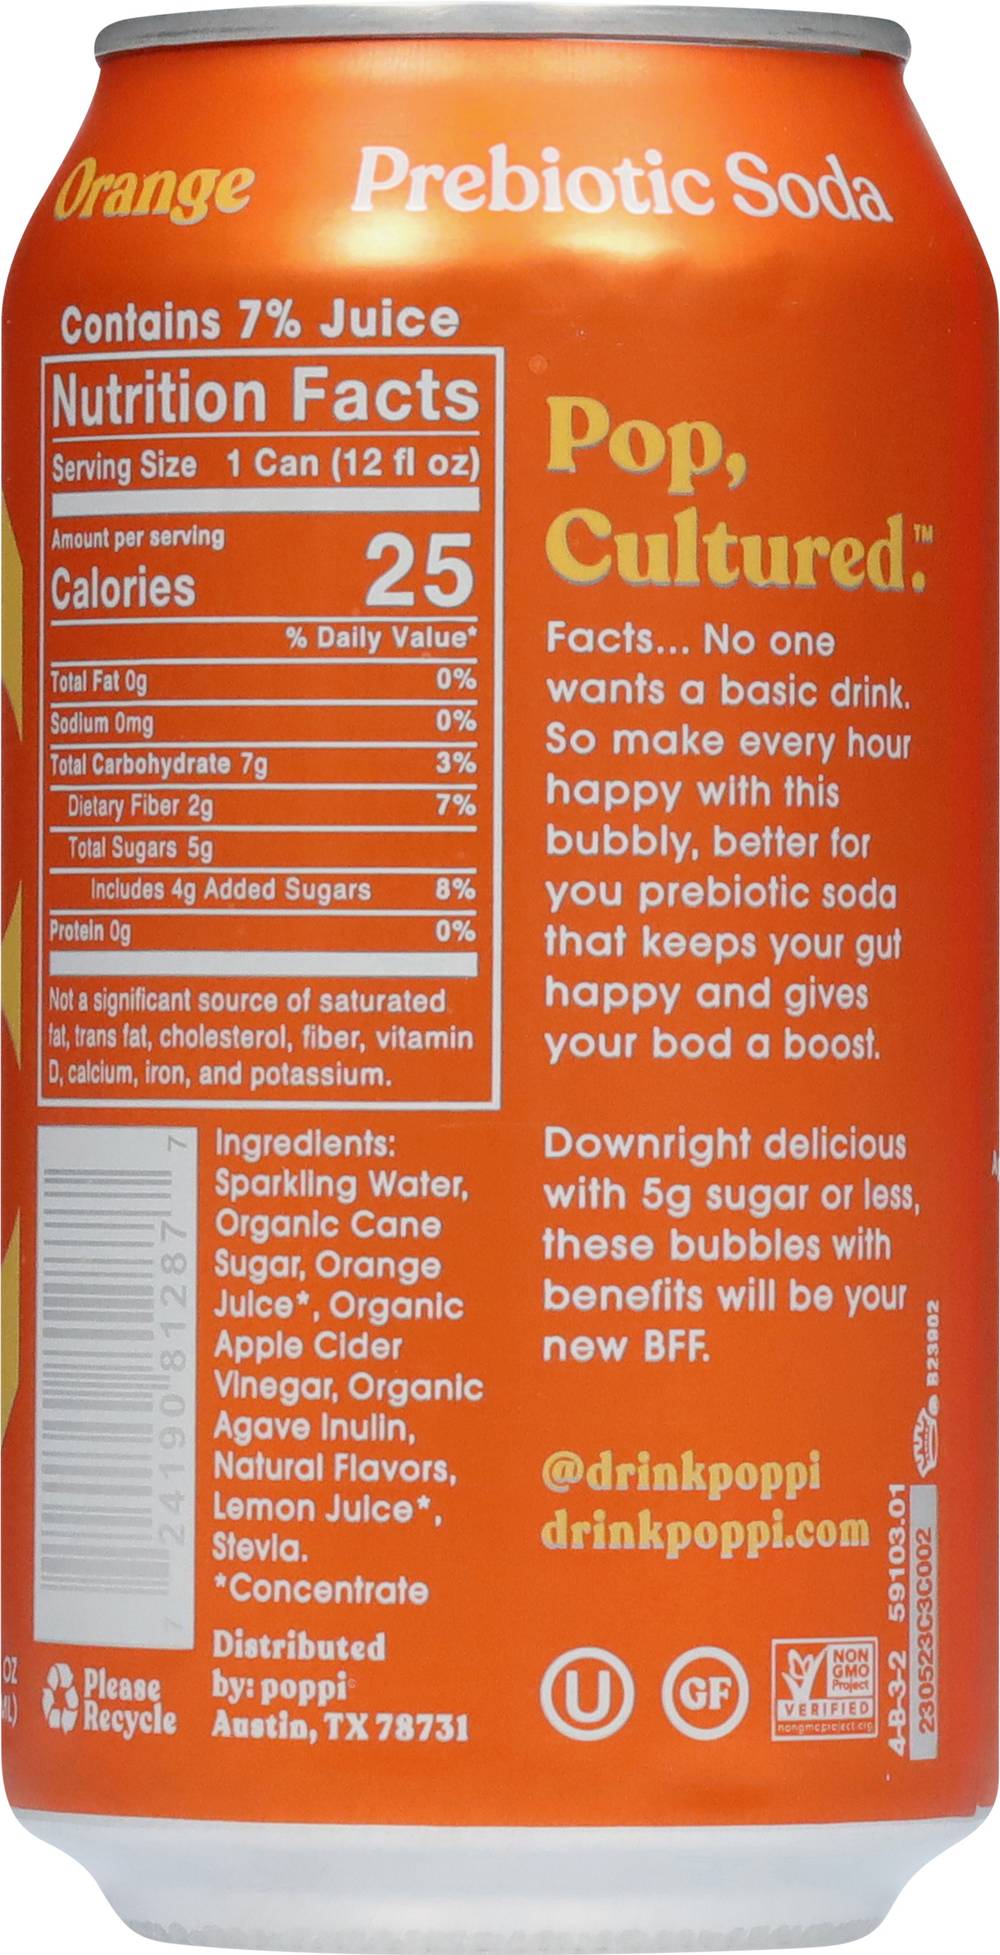 Orange Prebiotic Soda
Contains 7% Juice
Nutrition Facts
Serving Size 1 Can (12 fl oz)
Amount per serving
Calories 25
% Daily Value*
Total Fat 0g 0%
Sodium 0mg 0%
Total Carbohydrate 7g 3%
Dietary Fiber 2g 7%
Total Sugars 5g
Includes 4g Added Sugars 8%
Protein 0g 0%
Not a significant source of saturated
fat, trans fat, cholesterol, fiber, vitamin
D, calcium, iron, and potassium.
Ingredients:
Sparkling Water,
Organic Cane
Sugar, Orange
Juice*, Organic
Apple Cider
Vinegar, Organic
Agave Inulin,
Natural Flavors,
Lemon Juice*,
Stevia.
*Concentrate
Distributed
by: poppi
Austin, TX 78731
7 24190 81287 7
Please
Recycle
OZ
Pop,
Cultured.™
Facts... No one
wants a basic drink.
So make every hour
happy with this
bubbly, better for
you prebiotic soda
that keeps your gut
happy and gives
your bod a boost.
Downright delicious
with 5g sugar or less,
these bubbles with
benefits will be your
new BFF.
@drinkpoppi
drinkpoppi.com
U
GF
NON
GMO
Project
VERIFIED
nongmoproject.org
4-B-3-2 59103.01
230523C3C002
B23902